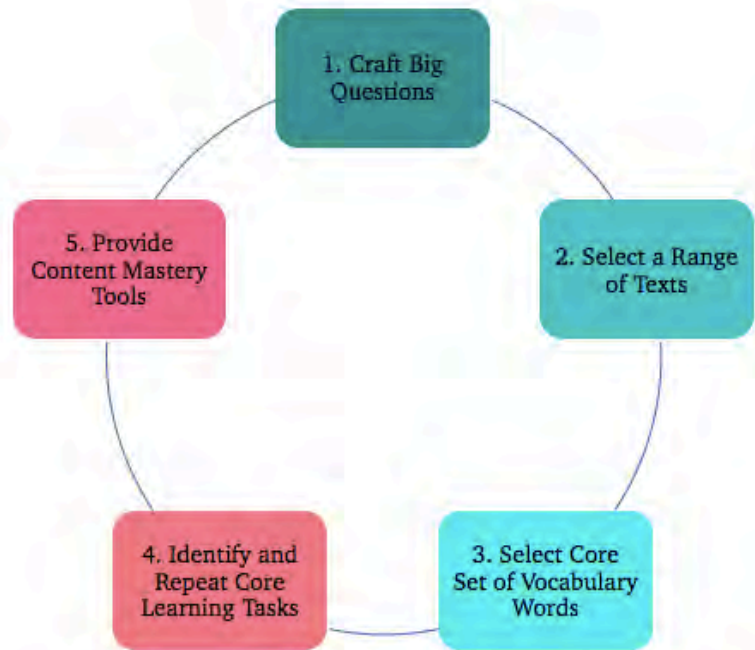 1. Craft Big
Questions
2. Select a Range
of Texts
3. Select Core
Set of Vocabulary
Words
4. Identify and
Repeat Core
Learning Tasks
5. Provide
Content Mastery
Tools